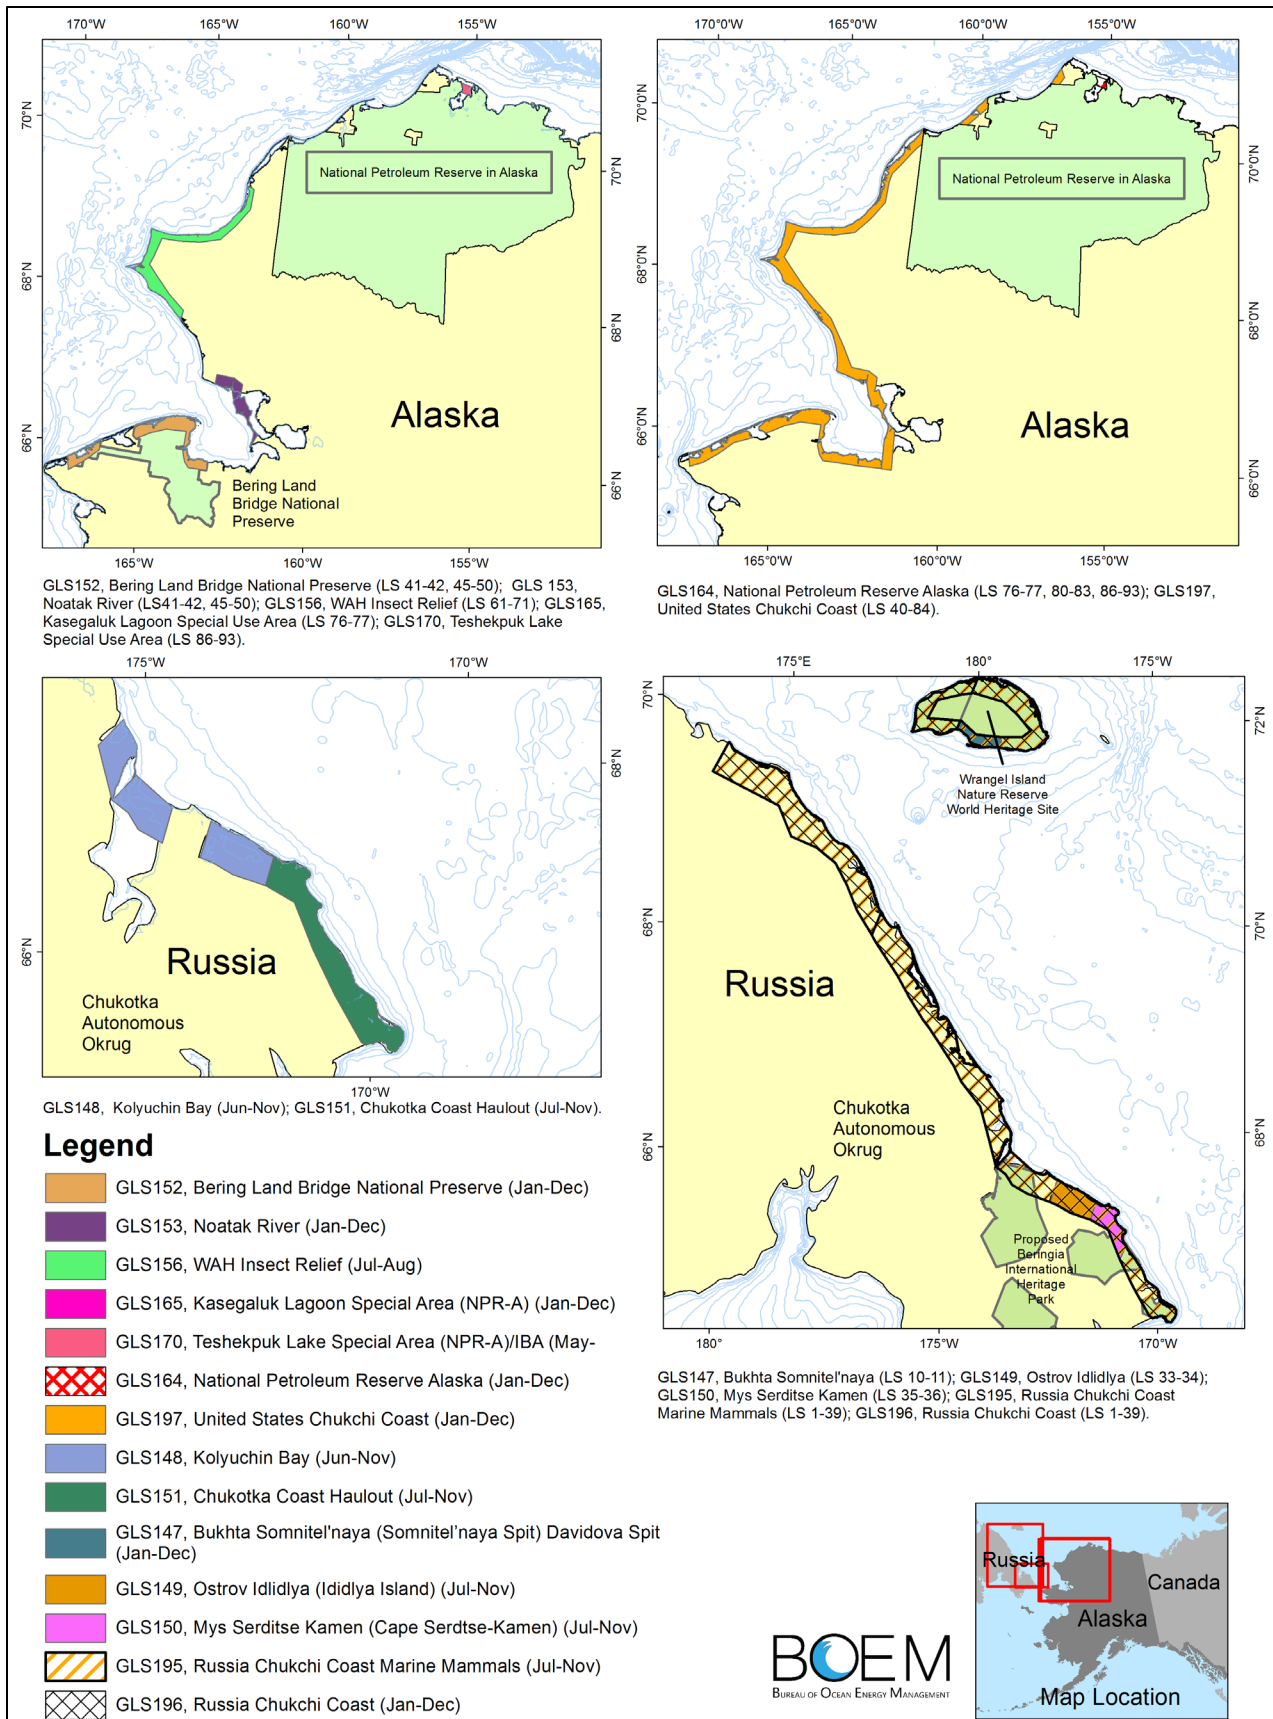 170°W 165°W 160°W 155°W
70°N
70°N
National Petroleum Reserve in Alaska
68°N
68°N
Alaska
66°N
66°N
Bering Land
Bridge National
Preserve
165°W 160°W 155°W
GLS152, Bering Land Bridge National Preserve (LS 41-42, 45-50); GLS 153,
Noatak River (LS41-42, 45-50); GLS156, WAH Insect Relief (LS 61-71); GLS165,
Kasegaluk Lagoon Special Use Area (LS 76-77); GLS170, Teshekpuk Lake
Special Use Area (LS 86-93).
170°0'W 165°0'W 160°0'W 155°0'W
70°0'N
70°0'N
National Petroleum Reserve in Alaska
68°0'N
68°0'N
Alaska
66°0'N
66°0'N
165°0'W 160°0'W 155°0'W
GLS164, National Petroleum Reserve Alaska (LS 76-77, 80-83, 86-93); GLS197,
United States Chukchi Coast (LS 40-84).
175°W 170°W
68°N
66°N
Russia
Chukotka
Autonomous
Okrug
170°W
GLS148, Kolyuchin Bay (Jun-Nov); GLS151, Chukotka Coast Haulout (Jul-Nov).
175°E 180° 175°W
70°N
72°N
Wrangel Island
Nature Reserve
World Heritage Site
68°N
70°N
Russia
Chukotka
Autonomous
Okrug
66°N
68°N
Proposed
Beringia
International
Heritage
Park
180° 175°W 170°W
GLS147, Bukhta Somnitel'naya (LS 10-11); GLS149, Ostrov Idlidlya (LS 33-34);
GLS150, Mys Serditse Kamen (LS 35-36); GLS195, Russia Chukchi Coast
Marine Mammals (LS 1-39); GLS196, Russia Chukchi Coast (LS 1-39).
Legend
GLS152, Bering Land Bridge National Preserve (Jan-Dec)
GLS153, Noatak River (Jan-Dec)
GLS156, WAH Insect Relief (Jul-Aug)
GLS165, Kasegaluk Lagoon Special Area (NPR-A) (Jan-Dec)
GLS170, Teshekpuk Lake Special Area (NPR-A)/IBA (May-
GLS164, National Petroleum Reserve Alaska (Jan-Dec)
GLS197, United States Chukchi Coast (Jan-Dec)
GLS148, Kolyuchin Bay (Jun-Nov)
GLS151, Chukotka Coast Haulout (Jul-Nov)
GLS147, Bukhta Somnitel'naya (Somnitel’naya Spit) Davidova Spit
(Jan-Dec)
GLS149, Ostrov Idlidlya (Ididlya Island) (Jul-Nov)
GLS150, Mys Serditse Kamen (Cape Serdtse-Kamen) (Jul-Nov)
GLS195, Russia Chukchi Coast Marine Mammals (Jul-Nov)
GLS196, Russia Chukchi Coast (Jan-Dec)
BOEM
BUREAU OF OCEAN ENERGY MANAGEMENT
Russia
Canada
Alaska
Map Location